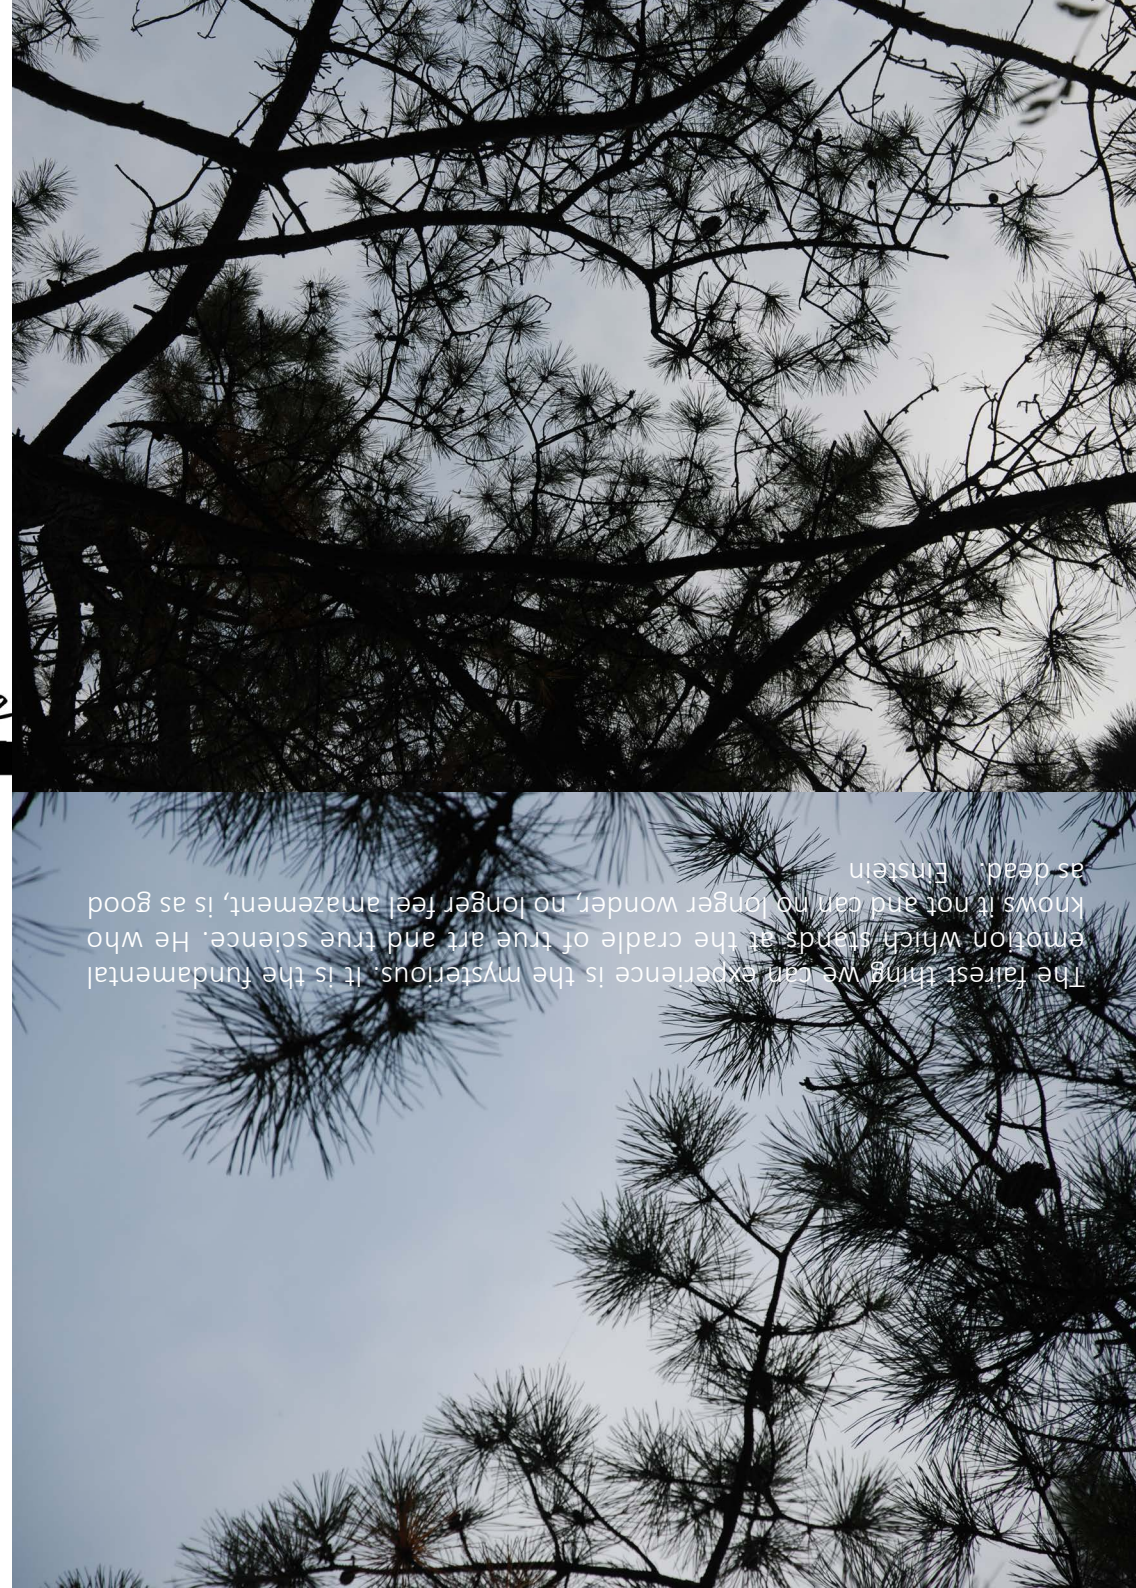 The fairest thing we can experience is the mysterious. It is the fundamental
emotion which stands at the cradle of true art and true science. He who
knows it not and can no longer wonder, no longer feel amazement, is as good
as dead. Einstein